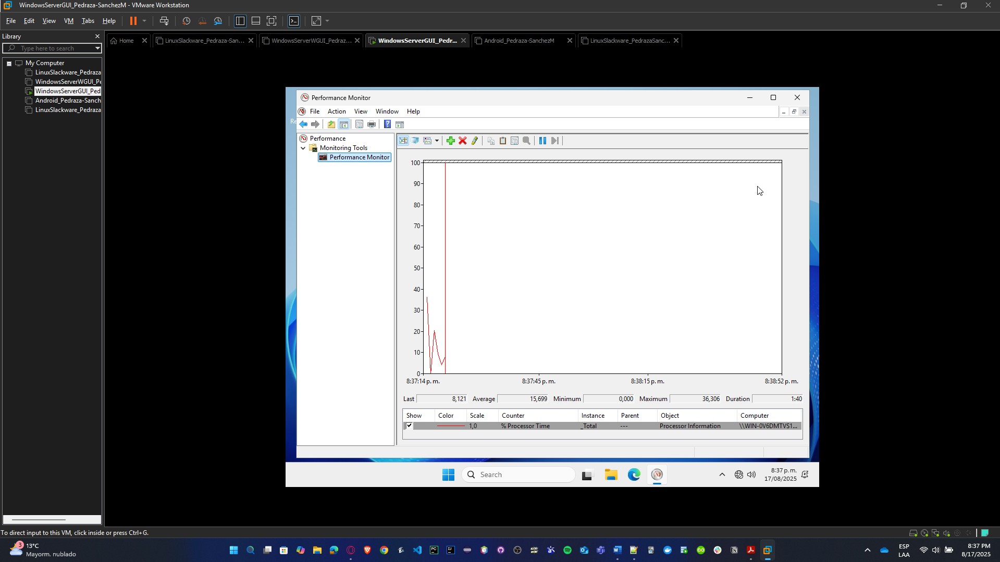 WindowsServerGUI_Pedraza-SanchezM - VMware Workstation
File Edit View VM Tabs Help
Library
Type here to search
My Computer
LinuxSlackware_Pedraza
WindowsServerWGUI_Pe
WindowsServerGUI_Ped
Android_Pedraza-Sanch
LinuxSlackware_Pedraza
Home
LinuxSlackware_Pedraza-San...
WindowsServerWGUI_Pedraz...
WindowsServerGUI_Pedr...
Android_Pedraza-SanchezM
LinuxSlackware_PedrazaSanc...
Re
Performance Monitor
File Action View Window Help
Performance
Monitoring Tools
Performance Monitor
100
90
80
70
60
50
40
30
20
10
0
8:37:14 p. m. 8:37:45 p. m. 8:38:15 p. m. 8:38:52 p. m.
Last 8,121 Average 15,699 Minimum 0,000 Maximum 36,306 Duration 1:40
Show Color Scale Counter Instance Parent Object Computer
1,0 % Processor Time _Total --- Processor Information \\WIN-0V6DMTVS1...
Search
8:37 p. m.
17/08/2025
To direct input to this VM, click inside or press Ctrl+G.
3
13°C
Mayorm. nublado
ESP
LAA
8:37 PM
8/17/2025